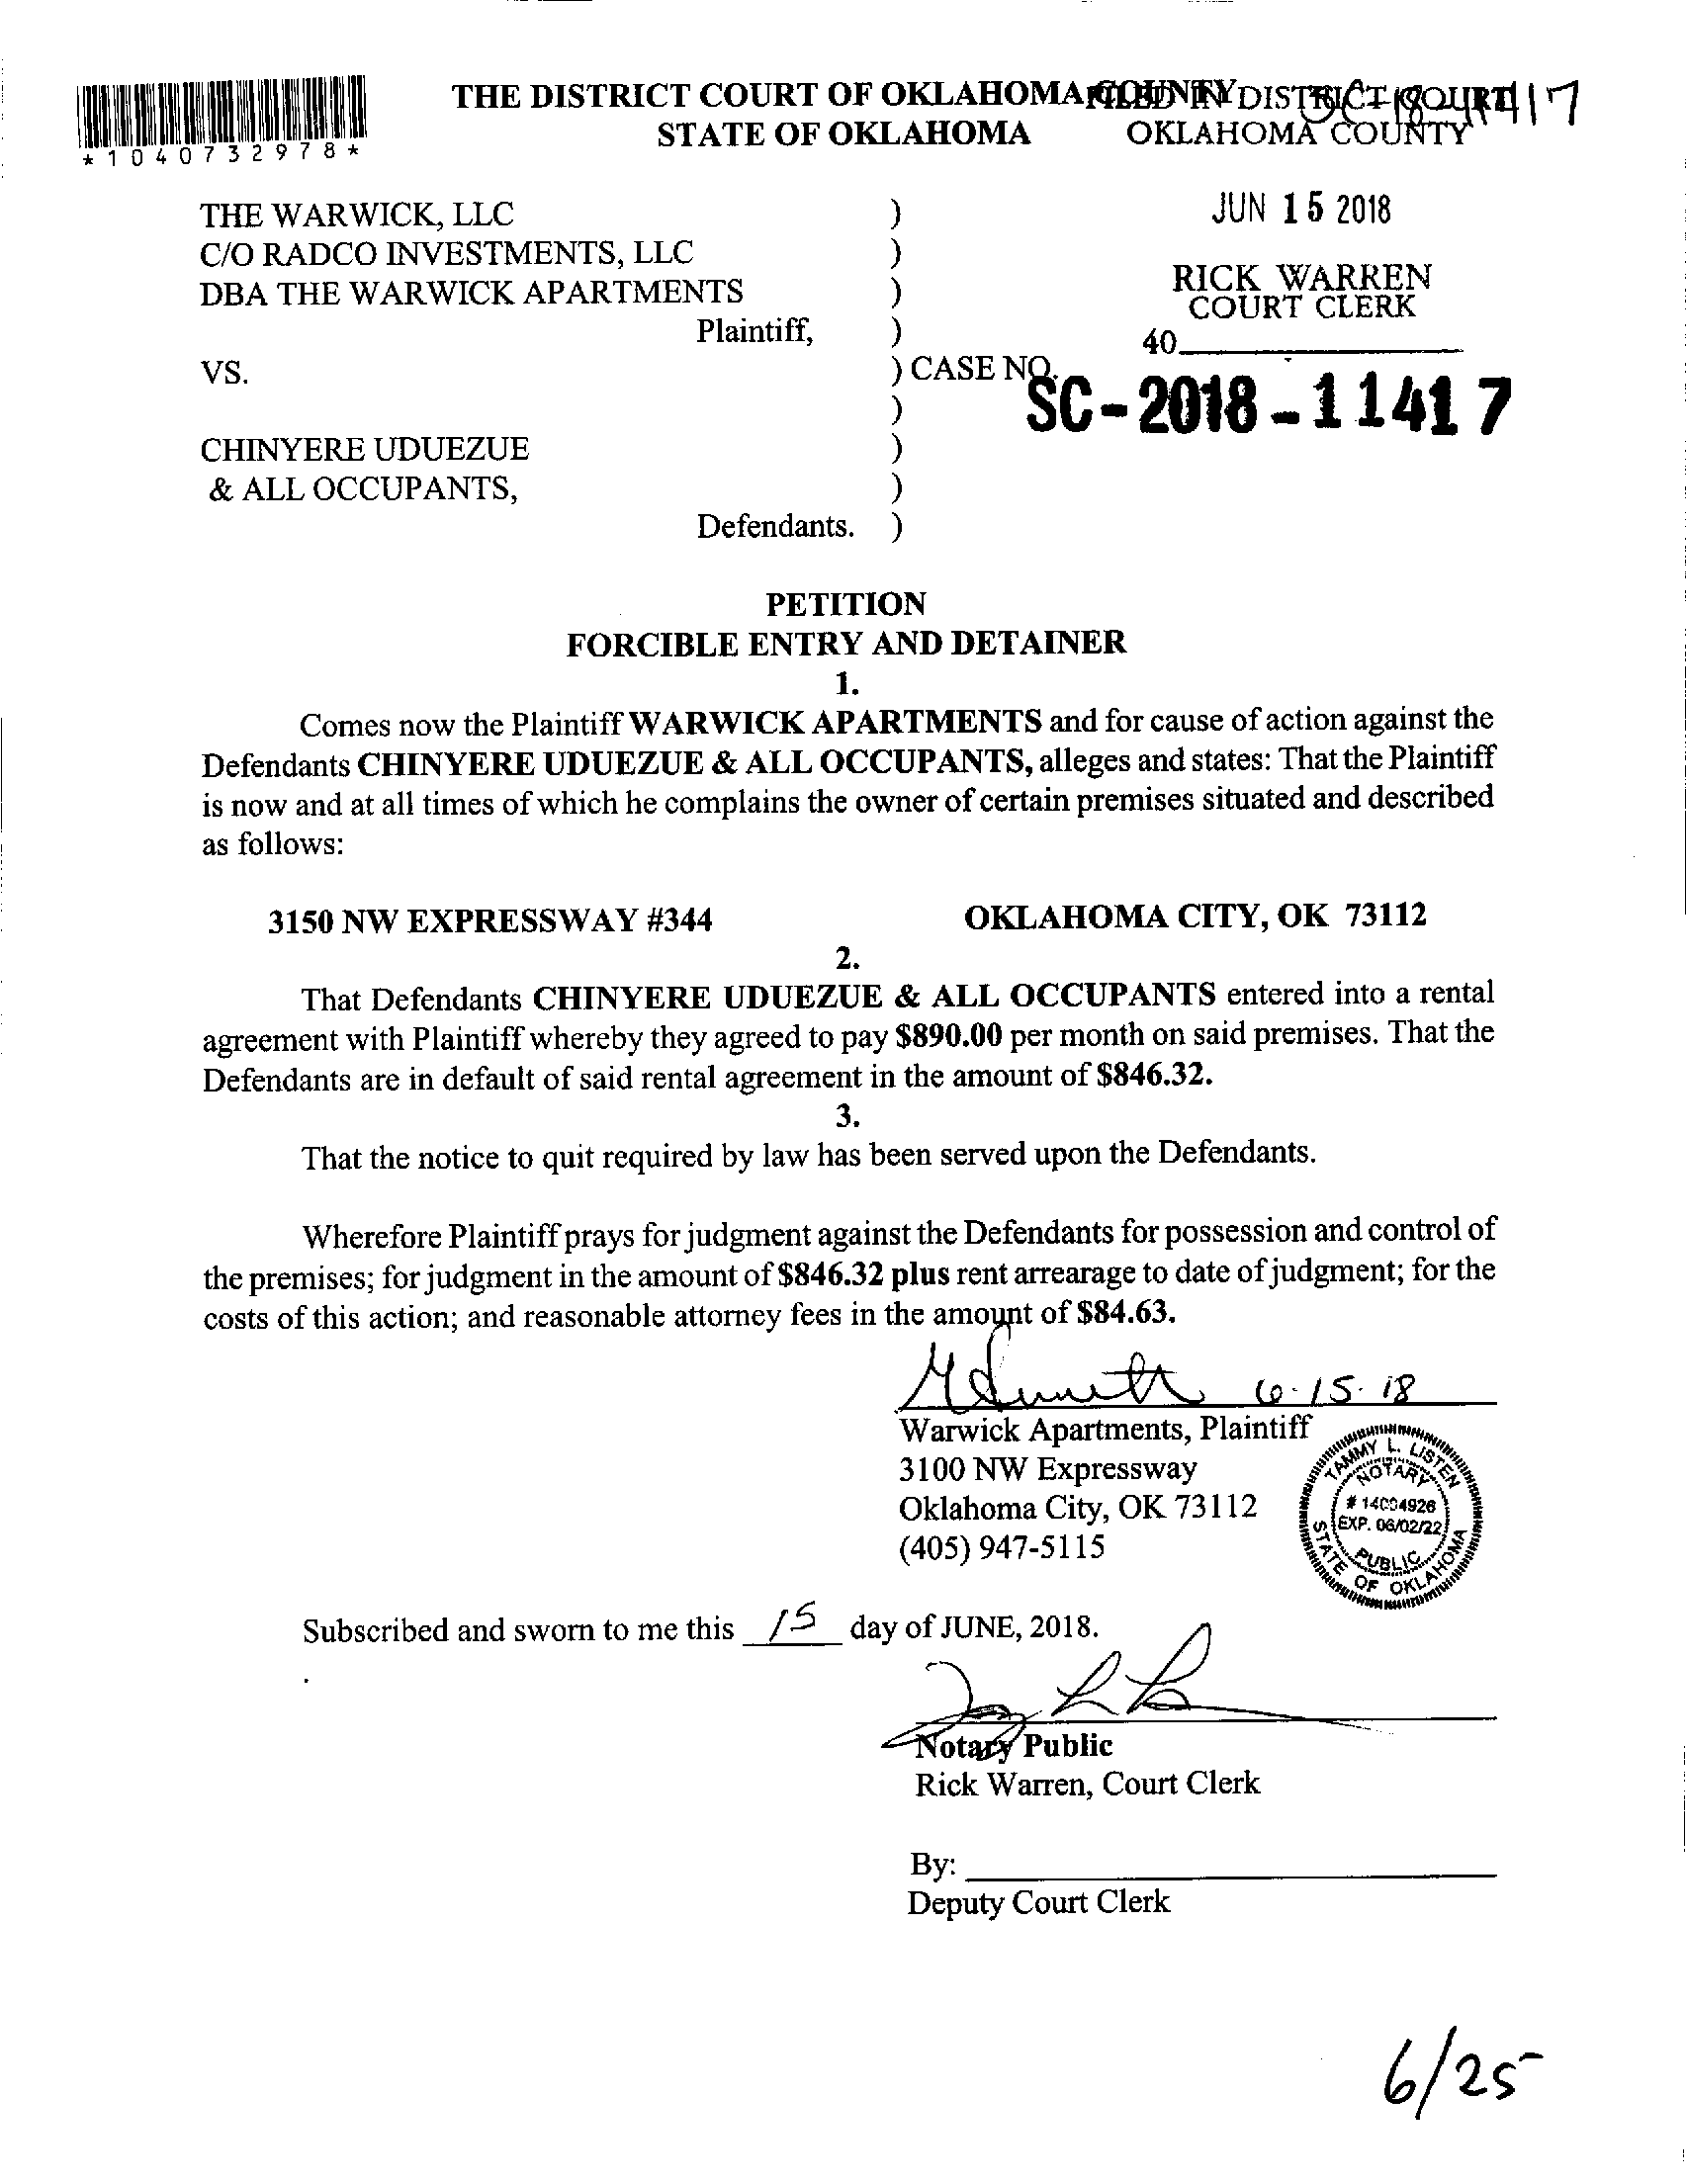 THE DISTRICT COURT OF OKLAHOMA COUNTY
STATE OF OKLAHOMA
FILED IN DISTRICT COURT
OKLAHOMA COUNTY
SC-18-11417
*1040732978*
JUN 15 2018
RICK WARREN
COURT CLERK
40
THE WARWICK, LLC )
C/O RADCO INVESTMENTS, LLC )
DBA THE WARWICK APARTMENTS )
Plaintiff, )
VS. ) CASE NO.
SC-2018-11417
)
CHINYERE UDUEZUE )
& ALL OCCUPANTS, )
Defendants. )
PETITION
FORCIBLE ENTRY AND DETAINER
1.
Comes now the Plaintiff WARWICK APARTMENTS and for cause of action against the
Defendants CHINYERE UDUEZUE & ALL OCCUPANTS, alleges and states: That the Plaintiff
is now and at all times of which he complains the owner of certain premises situated and described
as follows:
3150 NW EXPRESSWAY #344 OKLAHOMA CITY, OK 73112
2.
That Defendants CHINYERE UDUEZUE & ALL OCCUPANTS entered into a rental
agreement with Plaintiff whereby they agreed to pay $890.00 per month on said premises. That the
Defendants are in default of said rental agreement in the amount of $846.32.
3.
That the notice to quit required by law has been served upon the Defendants.
Wherefore Plaintiff prays for judgment against the Defendants for possession and control of
the premises; for judgment in the amount of $846.32 plus rent arrearage to date of judgment; for the
costs of this action; and reasonable attorney fees in the amount of $84.63.
6-15-18
Warwick Apartments, Plaintiff
3100 NW Expressway
Oklahoma City, OK 73112
(405) 947-5115
TAMMY L. LISTEN
NOTARY
# 14004926
EXP. 06/02/22
PUBLIC
STATE OF OKLAHOMA
Subscribed and sworn to me this 15 day of JUNE, 2018.
Notary Public
Rick Warren, Court Clerk
By:
Deputy Court Clerk
6/25